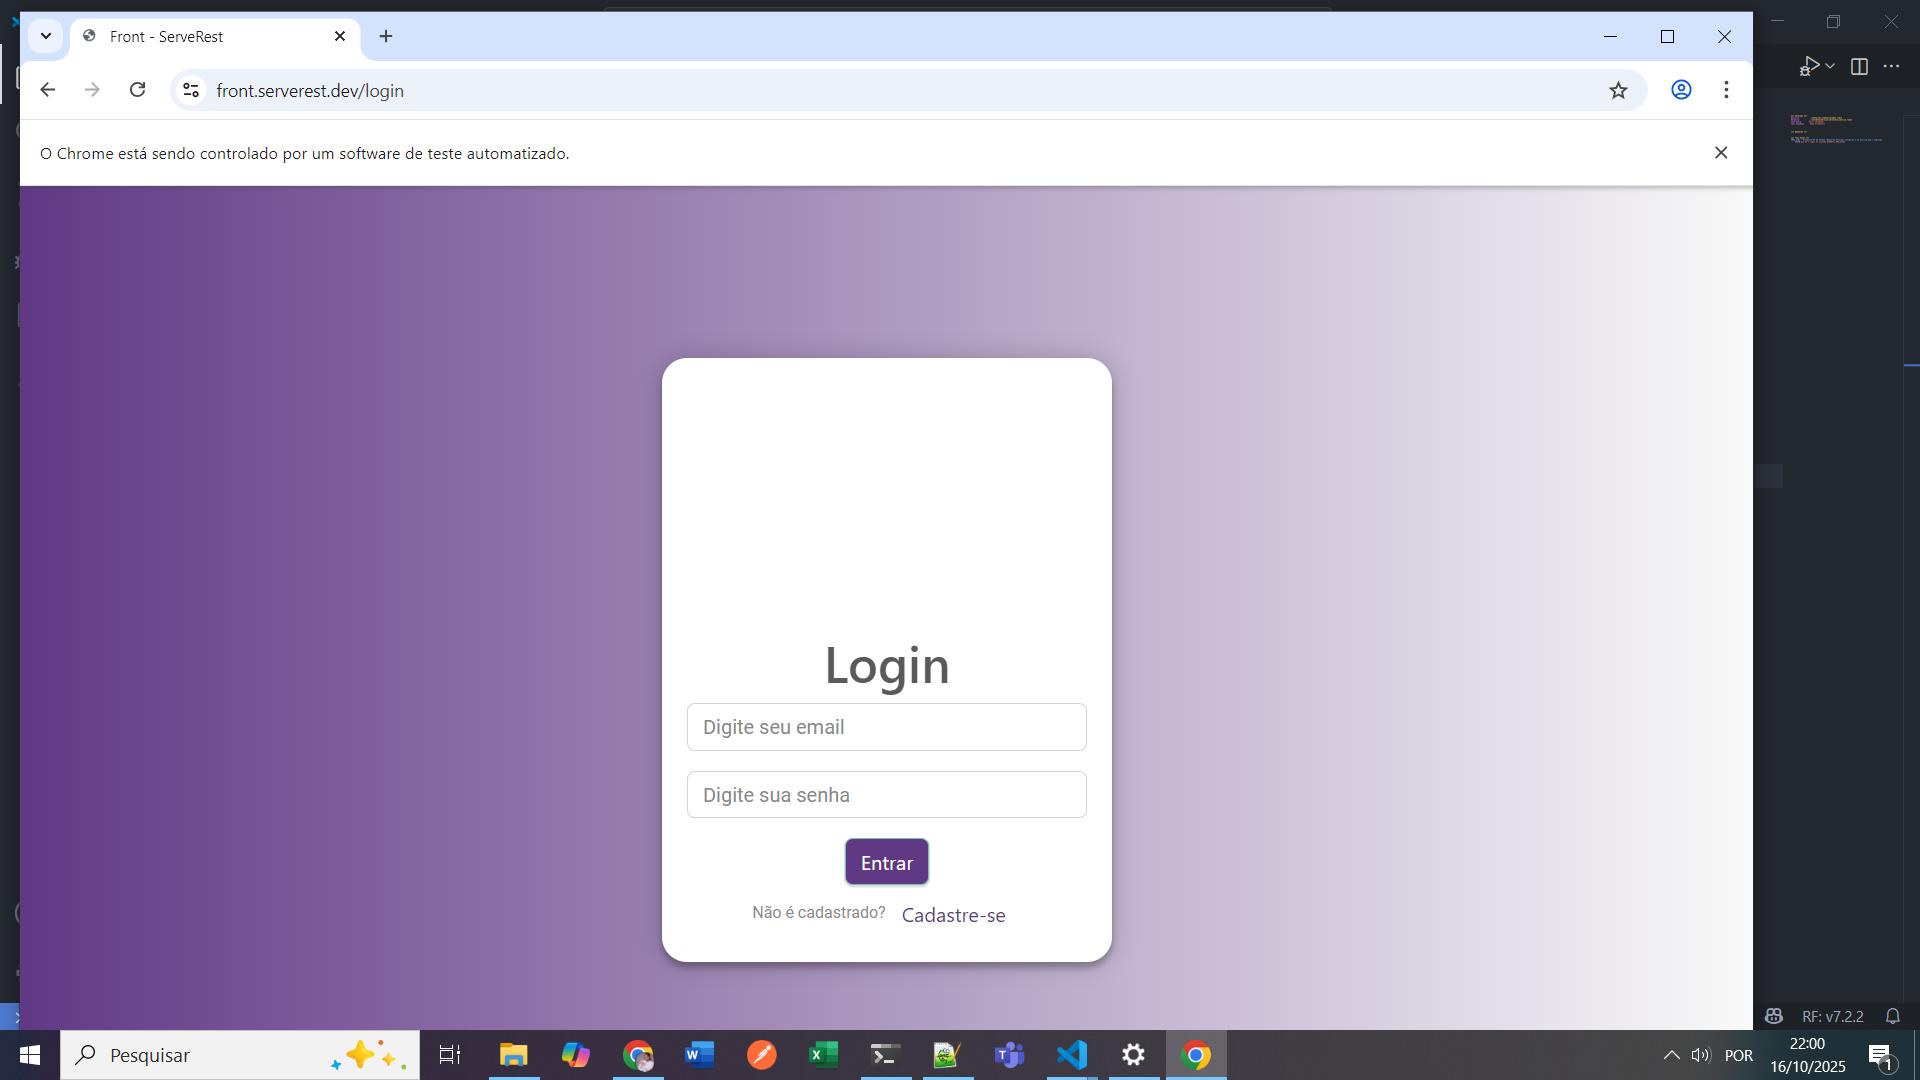 Front - ServeRest
front.serverest.dev/login
O Chrome está sendo controlado por um software de teste automatizado.
Login
Digite seu email
Digite sua senha
Entrar
Não é cadastrado? Cadastre-se
RF: v7.2.2
Pesquisar
POR
22:00
16/10/2025
1